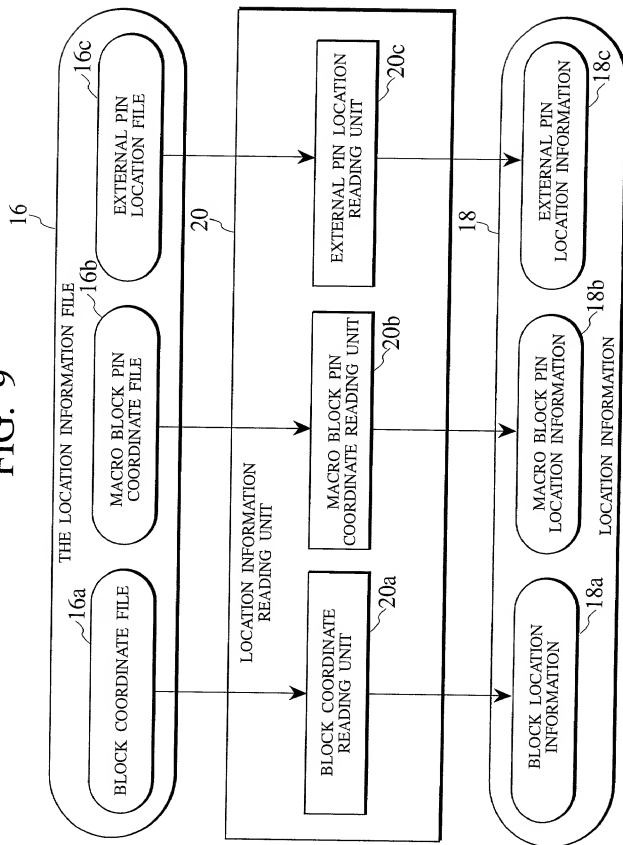 FIG. 9
16
THE LOCATION INFORMATION FILE
16a
BLOCK COORDINATE FILE
16b
MACRO BLOCK PIN
COORDINATE FILE
16c
EXTERNAL PIN
LOCATION FILE
20
LOCATION INFORMATION
READING UNIT
BLOCK COORDINATE
READING UNIT
20a
MACRO BLOCK PIN
COORDINATE READING UNIT
20b
EXTERNAL PIN LOCATION
READING UNIT
20c
18
BLOCK LOCATION
INFORMATION
18a
MACRO BLOCK PIN
LOCATION INFORMATION
18b
EXTERNAL PIN
LOCATION INFORMATION
18c
LOCATION INFORMATION